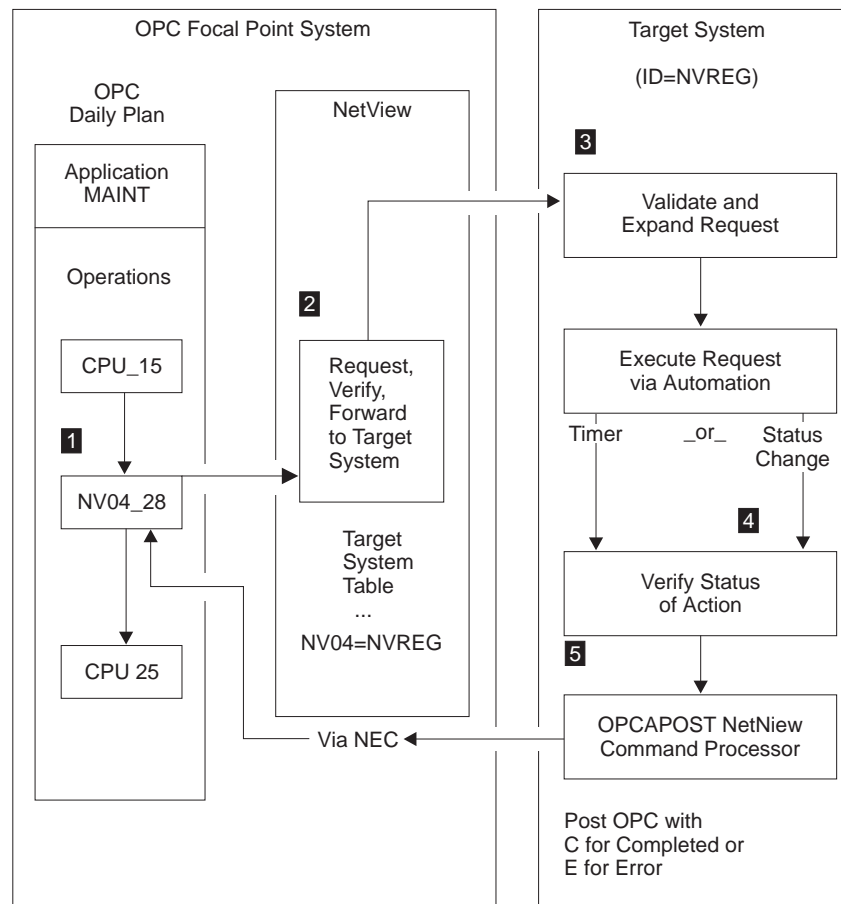 OPC Focal Point System
OPC
Daily Plan
Application
MAINT
Operations
CPU_15
1
NV04_28
CPU 25
NetView
2
Request,
Verify,
Forward
to Target
System
Target
System
Table
...
NV04=NVREG
Via NEC
Target System
(ID=NVREG)
3
Validate and
Expand Request
Execute Request
via Automation
Timer
_or_
Status
Change
4
Verify Status
of Action
5
OPCAPOST NetNiew
Command Processor
Post OPC with
C for Completed or
E for Error